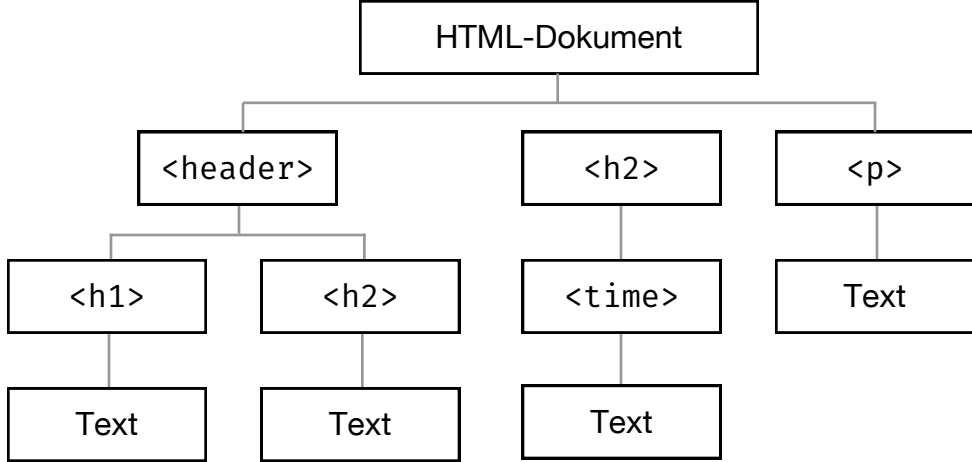 HTML-Dokument
<header>
<h2>
<p>
<h1>
<h2>
<time>
Text
Text
Text
Text